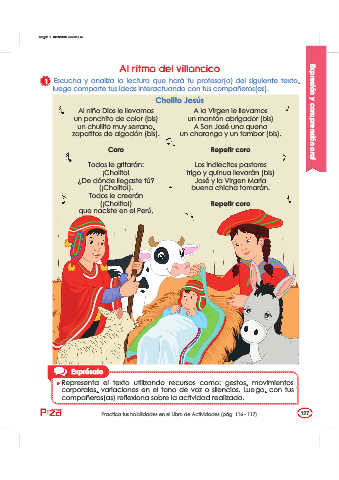 Al ritmo del villancico
1 Escucha y analiza la lectura que hará tu profesor(a) del siguiente texto,
luego comparte tus ideas interactuando con tus compañeros(as).
Cholito Jesús
Al niño Dios le llevamos
un ponchito de color (bis)
un chullito muy serrano,
zapatitos de algodón (bis).
Coro
Todos le gritarán:
¡Cholito!
¿De dónde llegaste tú?
(¡Cholito!).
Todos le creerán
(¡Cholito!)
que naciste en el Perú.
A la Virgen le llevamos
un mantón abrigador (bis)
A San José una quena
un charango y un tambor (bis).
Repetir coro
Los indiecitos pastores
trigo y quinua llevarán (bis)
José y la Virgen María
buena chicha tomarán.
Repetir coro
Expresión y comprensión oral
Exprésalo
Representa el texto utilizando recursos como: gestos, movimientos
corporales, variaciones en el tono de voz o silencios. Luego, con tus
compañeros(as) reflexiona sobre la actividad realizada.
Practica tus habilidades en el Libro de Actividades (pág. 116 - 117)
127